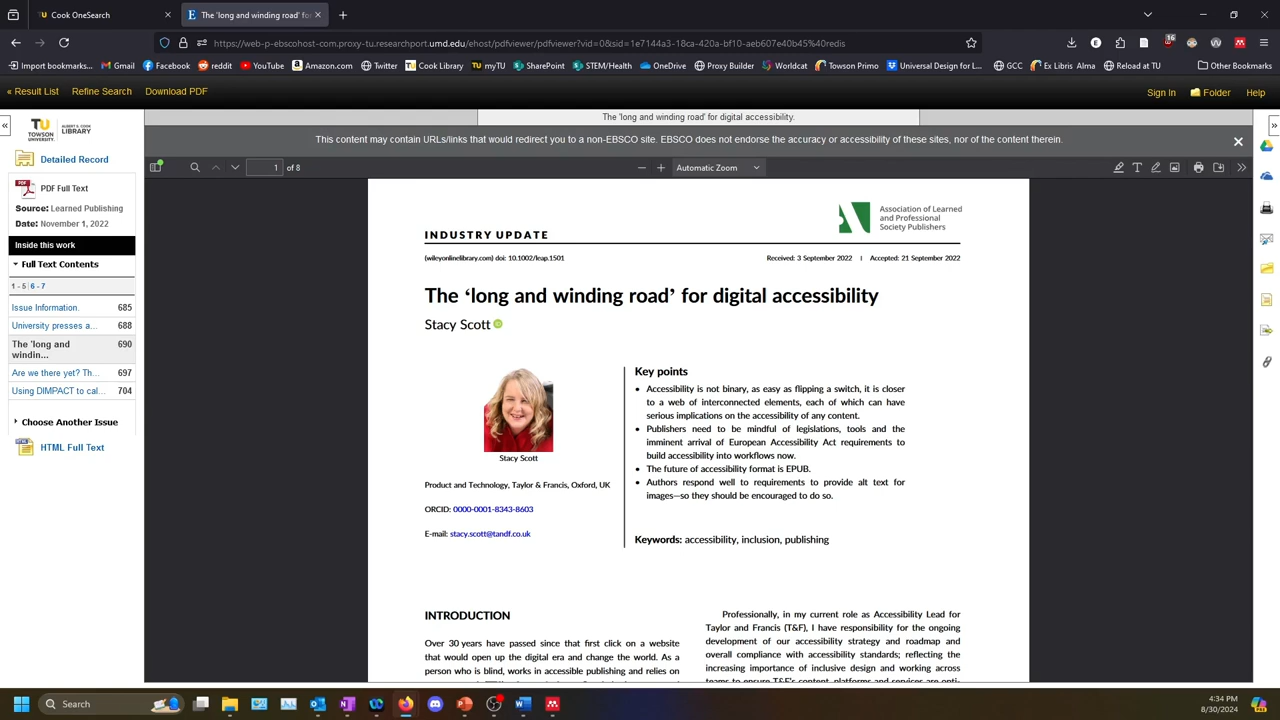 Cook OneSearch
The 'long and winding road' for
https://web-p-ebscohost-com.proxy-tu.researchport.umd.edu/ehost/pdfviewer/pdfviewer?vid=0&sid=1e7144a3-18ca-420a-bf10-aeb607e40b45%40redis
16
Import bookmarks... Gmail Facebook reddit YouTube Amazon.com Twitter Cook Library myTU SharePoint STEM/Health OneDrive Proxy Builder Worldcat Towson Primo Universal Design for L... GCC Ex Libris Alma Reload at TU Other Bookmarks
« Result List Refine Search Download PDF Sign In Folder Help
TU
TOWSON
UNIVERSITY.
ALBERT S. COOK
LIBRARY
Detailed Record
PDF Full Text
Source: Learned Publishing
Date: November 1, 2022
Inside this work
Full Text Contents
1 - 5 | 6 - 7
Issue Information. 685
University presses a... 688
The 'long and
windin... 690
Are we there yet? Th... 697
Using DIMPACT to cal... 704
Choose Another Issue
HTML Full Text
The 'long and winding road' for digital accessibility.
This content may contain URLs/links that would redirect you to a non-EBSCO site. EBSCO does not endorse the accuracy or accessibility of these sites, nor of the content therein.
1 of 8
Automatic Zoom
Association of Learned
and Professional
Society Publishers
INDUSTRY UPDATE
(wileyonlinelibrary.com) doi: 10.1002/leap.1501 Received: 3 September 2022 | Accepted: 21 September 2022
The ‘long and winding road’ for digital accessibility
Stacy Scott
Stacy Scott
Product and Technology, Taylor & Francis, Oxford, UK
ORCID: 0000-0001-8343-8603
E-mail: stacy.scott@tandf.co.uk
Key points
• Accessibility is not binary, as easy as flipping a switch, it is closer
to a web of interconnected elements, each of which can have
serious implications on the accessibility of any content.
• Publishers need to be mindful of legislations, tools and the
imminent arrival of European Accessibility Act requirements to
build accessibility into workflows now.
• The future of accessibility format is EPUB.
• Authors respond well to requirements to provide alt text for
images—so they should be encouraged to do so.
Keywords: accessibility, inclusion, publishing
INTRODUCTION
Over 30 years have passed since that first click on a website
that would open up the digital era and change the world. As a
person who is blind, works in accessible publishing and relies on
Professionally, in my current role as Accessibility Lead for
Taylor and Francis (T&F), I have responsibility for the ongoing
development of our accessibility strategy and roadmap and
overall compliance with accessibility standards; reflecting the
increasing importance of inclusive design and working across
teams to ensure T&F's content, platforms and services are opti-
Search
4:34 PM
8/30/2024